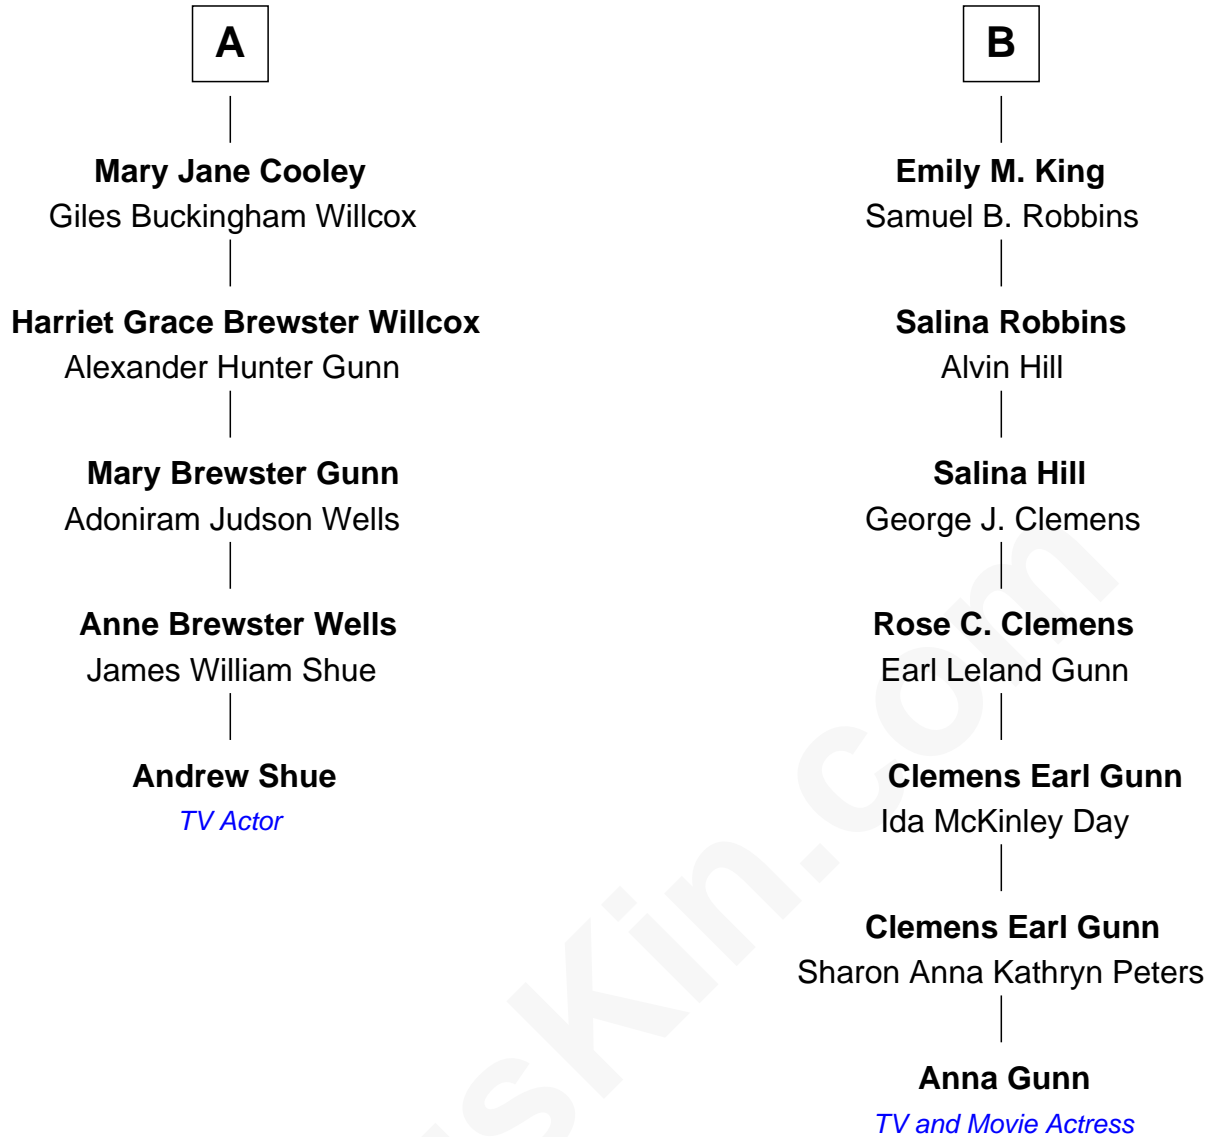 A
Mary Jane Cooley
Giles Buckingham Willcox
Harriet Grace Brewster Willcox
Alexander Hunter Gunn
Mary Brewster Gunn
Adoniram Judson Wells
Anne Brewster Wells
James William Shue
Andrew Shue
TV Actor
B
Emily M. King
Samuel B. Robbins
Salina Robbins
Alvin Hill
Salina Hill
George J. Clemens
Rose C. Clemens
Earl Leland Gunn
Clemens Earl Gunn
Ida McKinley Day
Clemens Earl Gunn
Sharon Anna Kathryn Peters
Anna Gunn
TV and Movie Actress
sKin.com